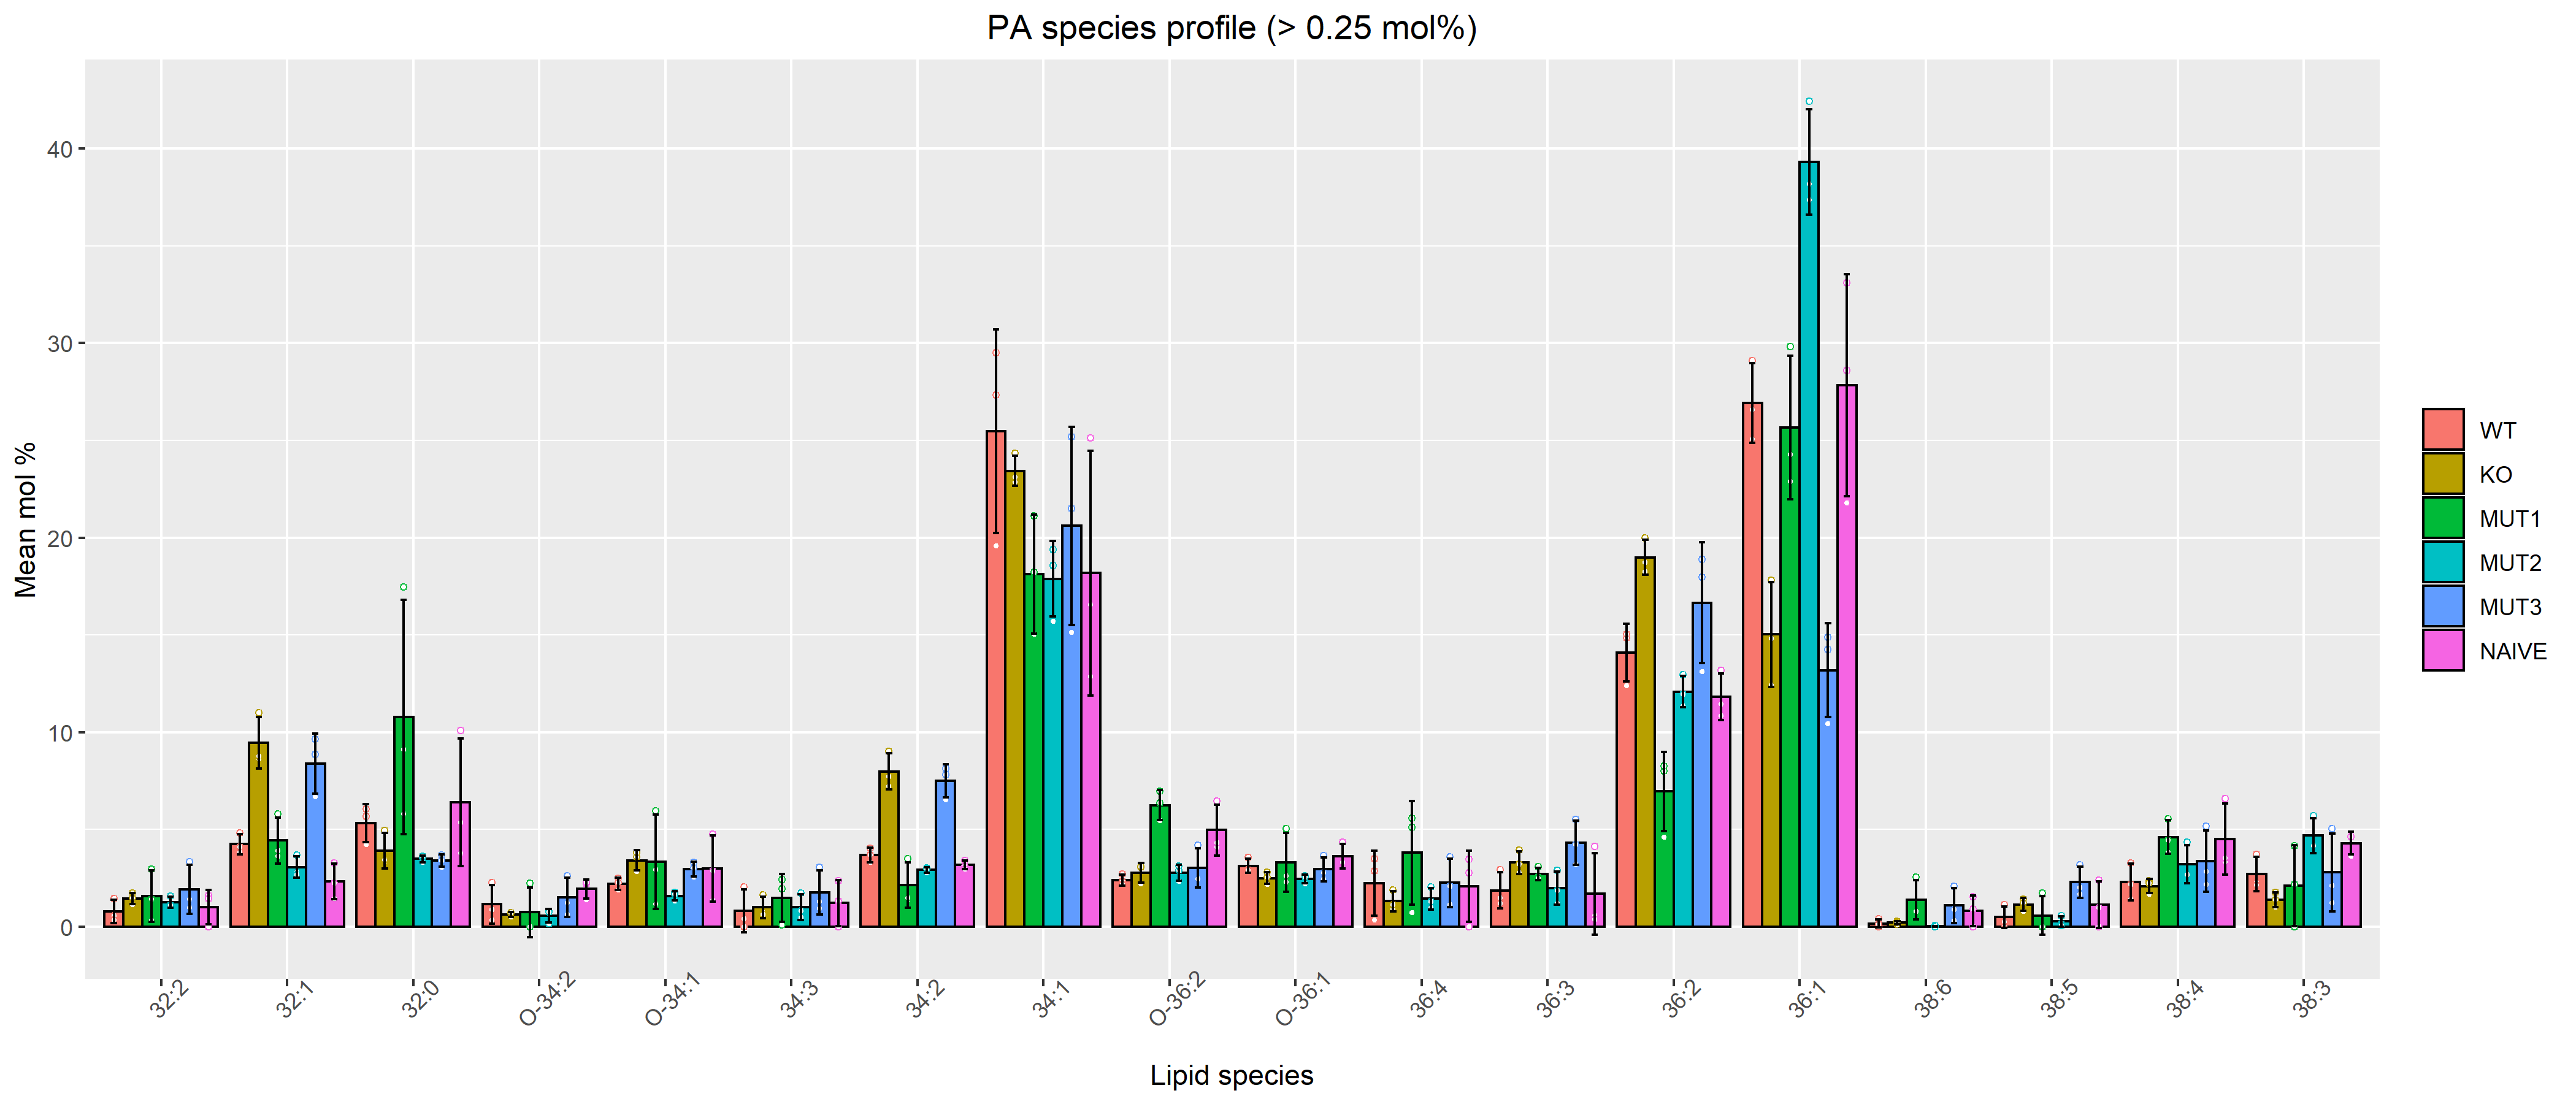 PA species profile (> 0.25 mol%)
Mean mol %
40
30
20
10
0
32:2
32:1
32:0
O-34:2
O-34:1
34:3
34:2
34:1
O-36:2
O-36:1
36:4
36:3
36:2
36:1
38:6
38:5
38:4
38:3
Lipid species
WT
KO
MUT1
MUT2
MUT3
NAIVE